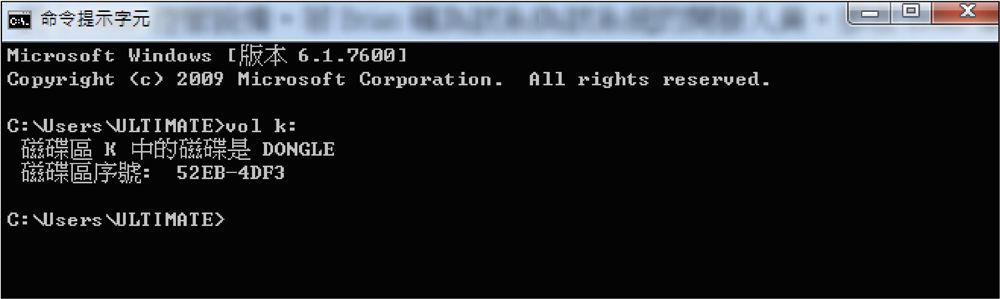 命令提示字元
Microsoft Windows [版本 6.1.7600]
Copyright (c) 2009 Microsoft Corporation.  All rights reserved.
C:\Users\ULTIMATE>vol k:
磁碟區 K 中的磁碟是 DONGLE
磁碟區序號:  52EB-4DF3
C:\Users\ULTIMATE>